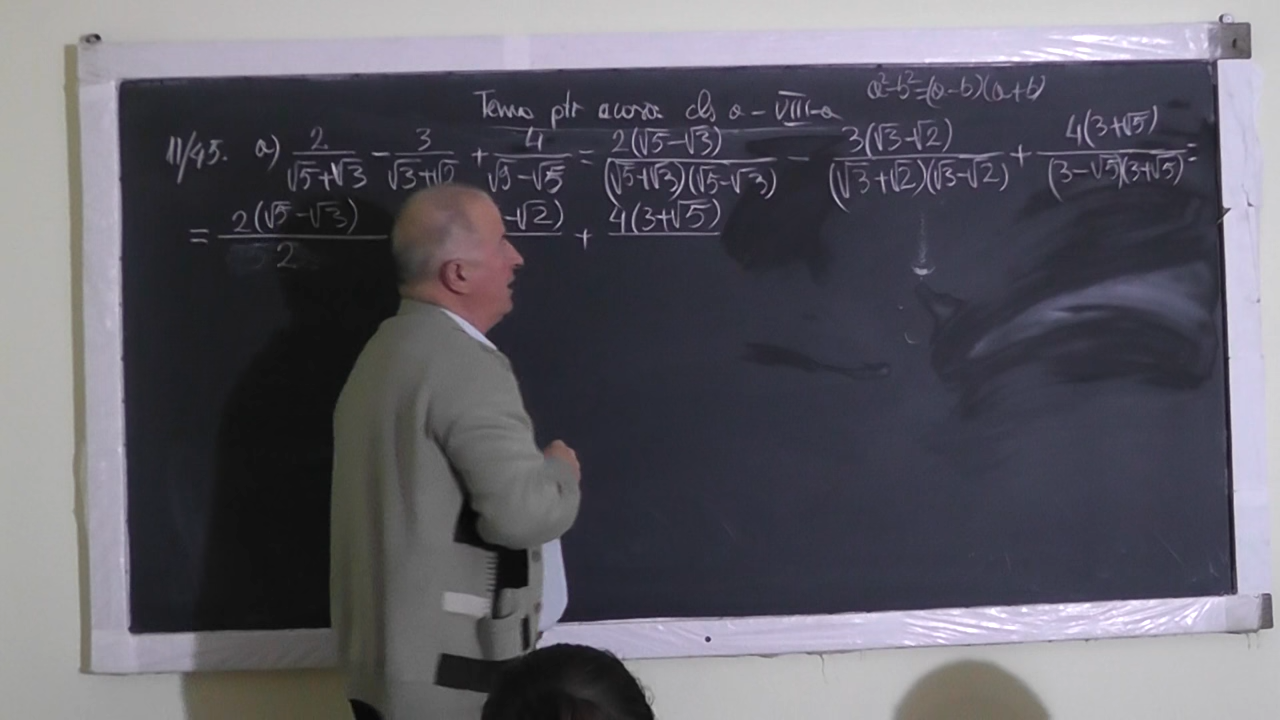 a²-b²=(a-b)(a+b)
Tema ptr acasa cls a - VIII-a
11/45. a) 2/(√5+√3) - 3/(√3+√2) + 4/(√9-√5) = 2(√5-√3)/((√5+√3)(√5-√3)) - 3(√3-√2)/((√3+√2)(√3-√2)) + 4(3+√5)/((3-√5)(3+√5)) =
= 2(√5-√3)/2 -√2) + 4(3+√5)